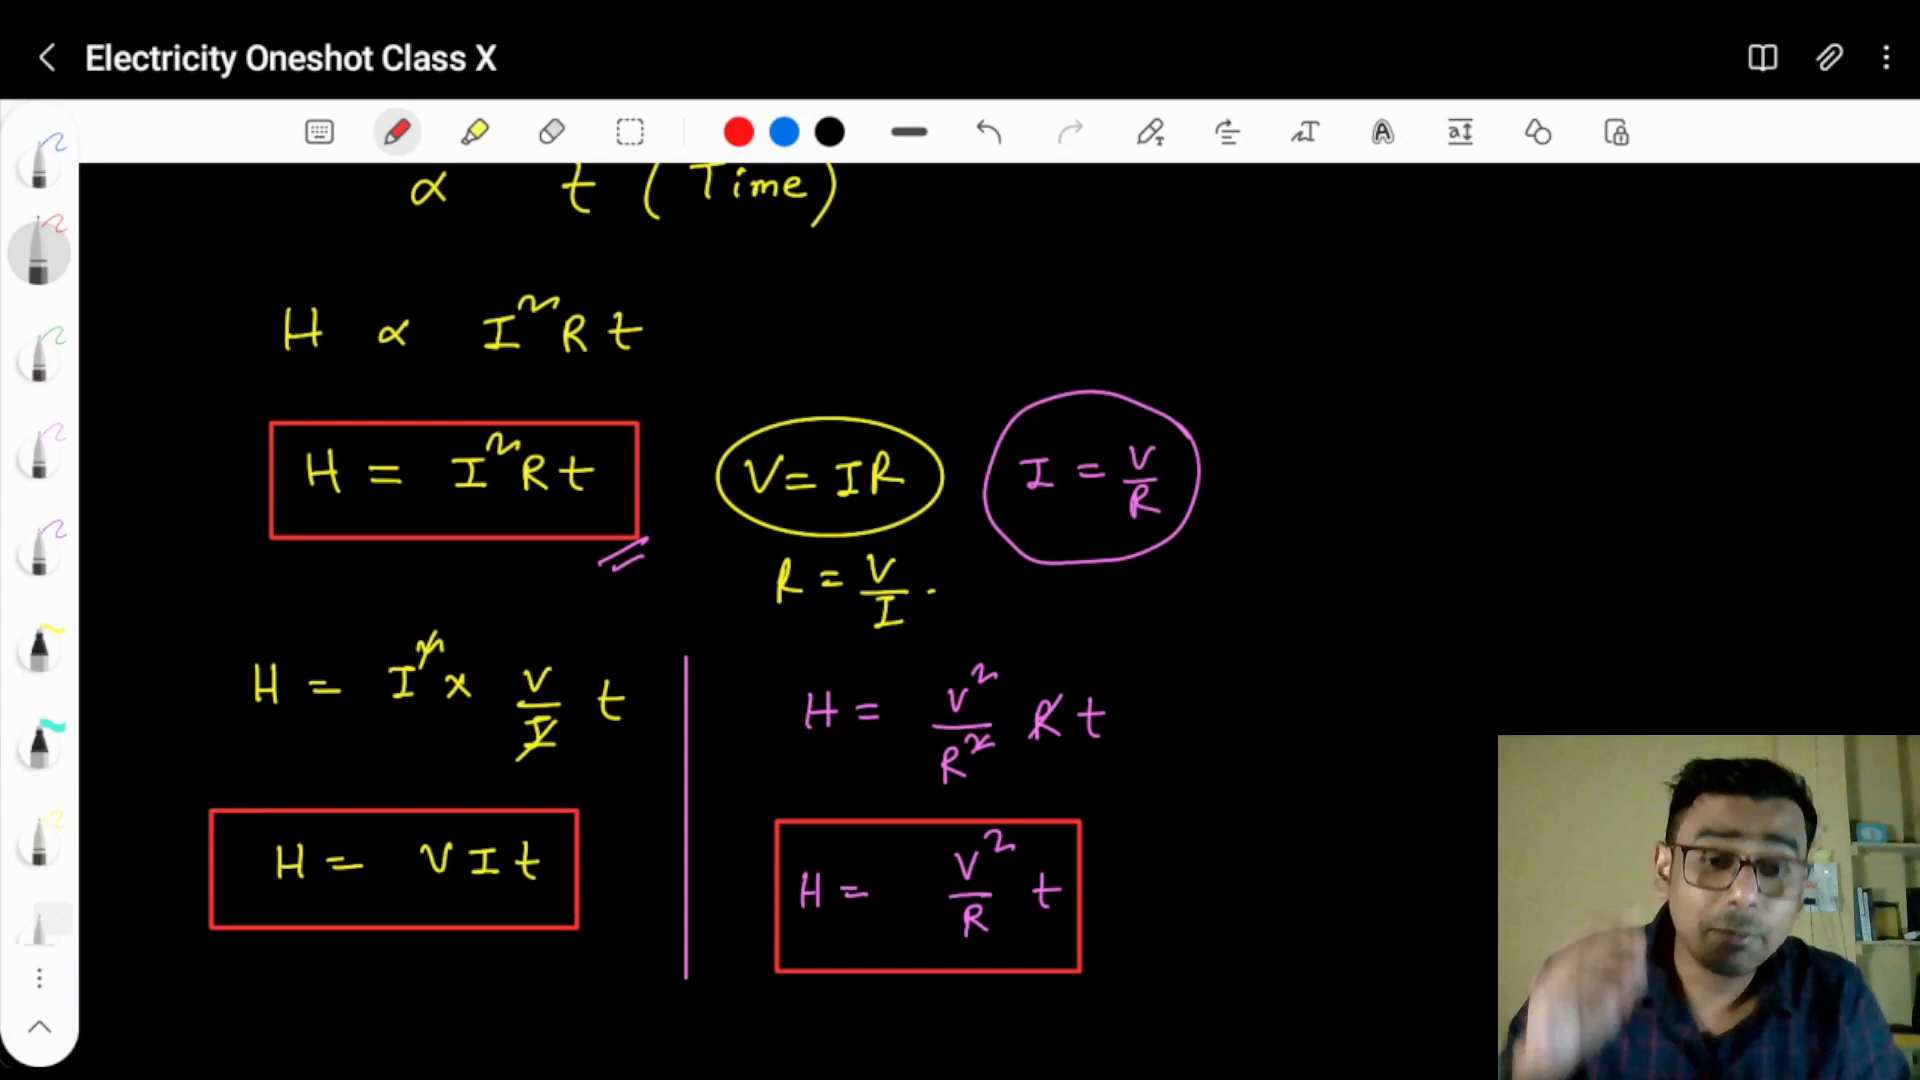 Electricity Oneshot Class X
∝ t (Time)
H ∝ I²Rt
H = I²Rt
V = IR
I = V/R
R = V/I .
H = I² x V/I t
H = V²/R² R t
H = VIt
H = V²/R t